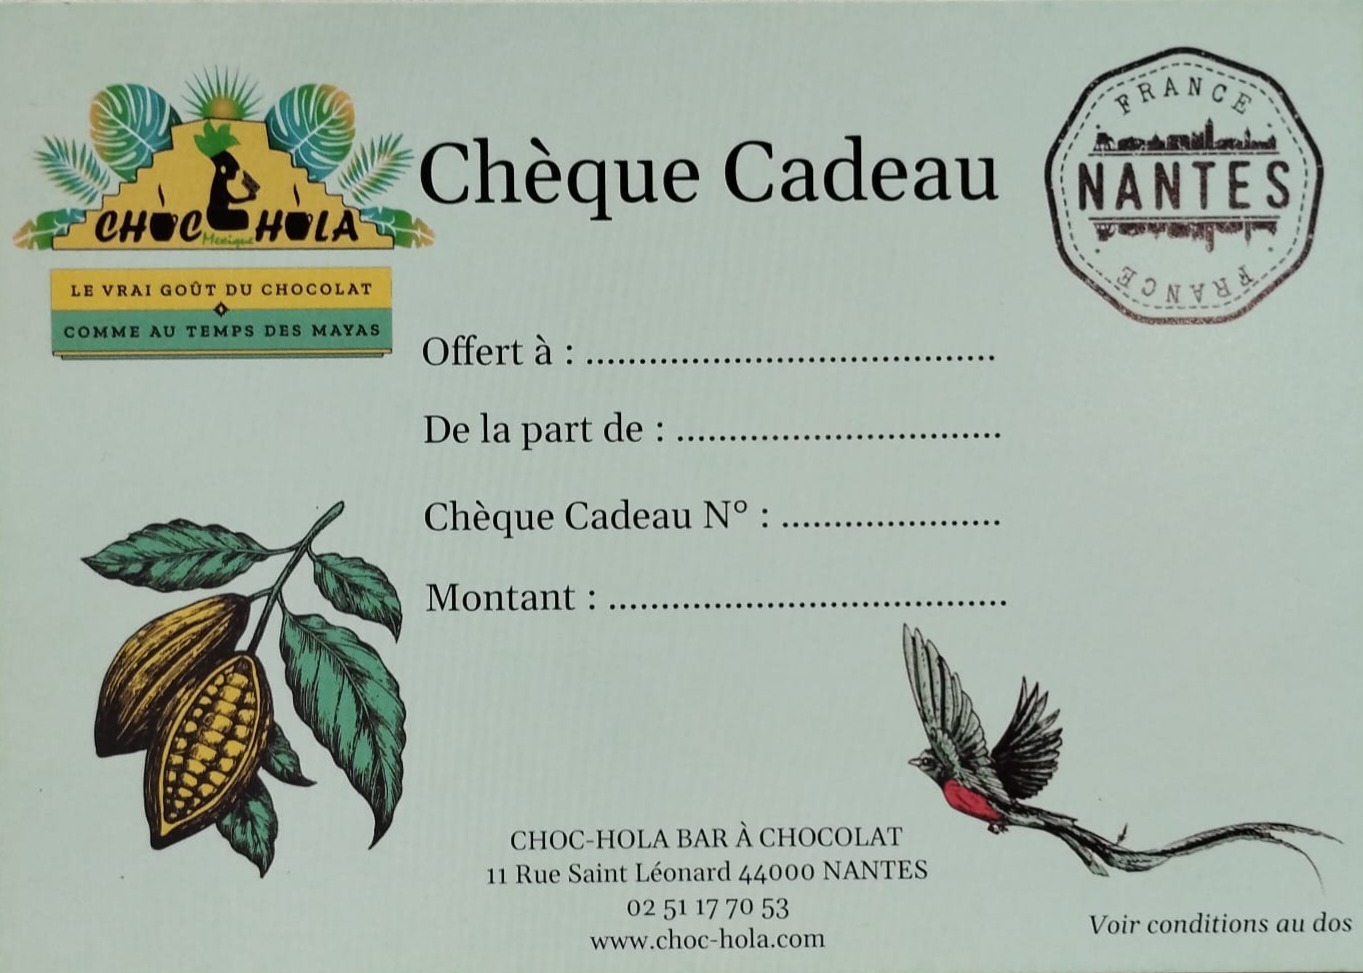 CHOC HOLA
Mexique
LE VRAI GOÛT DU CHOCOLAT
COMME AU TEMPS DES MAYAS
Chèque Cadeau
FRANCE
NANTES
FRANCE
Offert à : .......................................
De la part de : ...............................
Chèque Cadeau N° : .....................
Montant : ......................................
CHOC-HOLA BAR À CHOCOLAT
11 Rue Saint Léonard 44000 NANTES
02 51 17 70 53
www.choc-hola.com
Voir conditions au dos